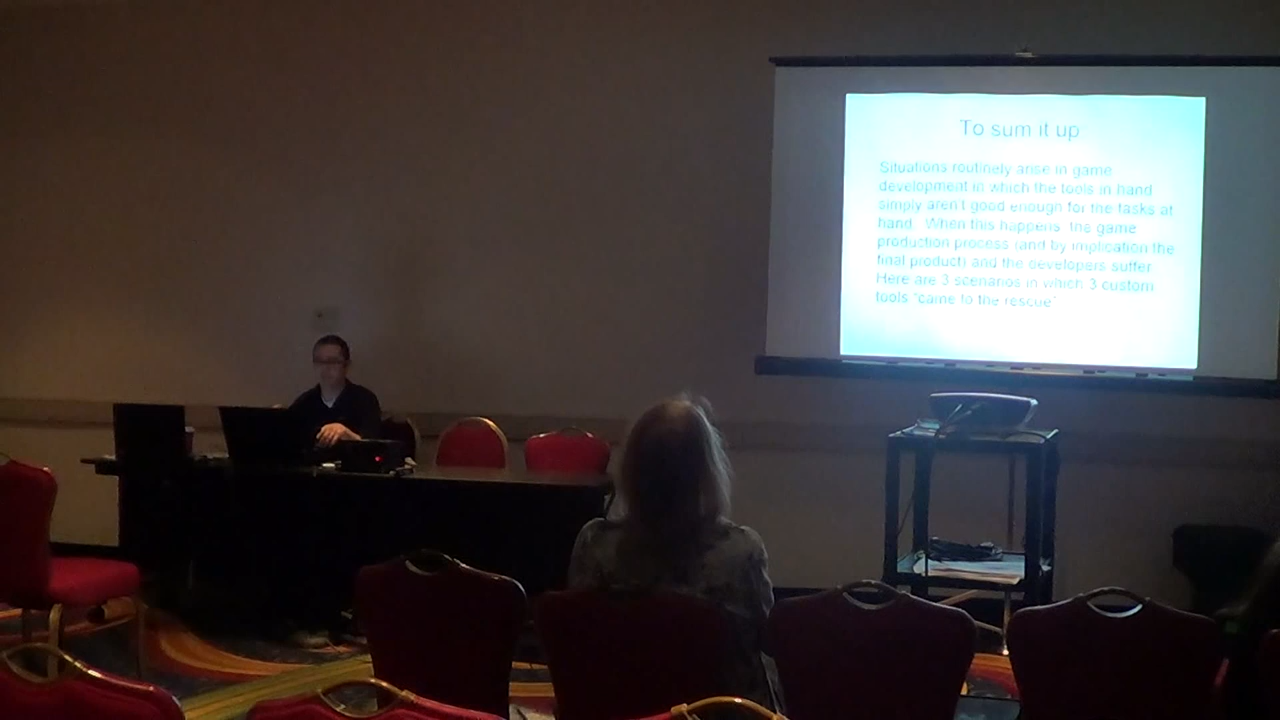 To sum it up
Situations routinely arise in game
development in which the tools in hand
simply aren't good enough for the tasks at
hand. When this happens, the game
production process (and by implication the
final product) and the developers suffer.
Here are 3 scenarios in which 3 custom
tools "came to the rescue"